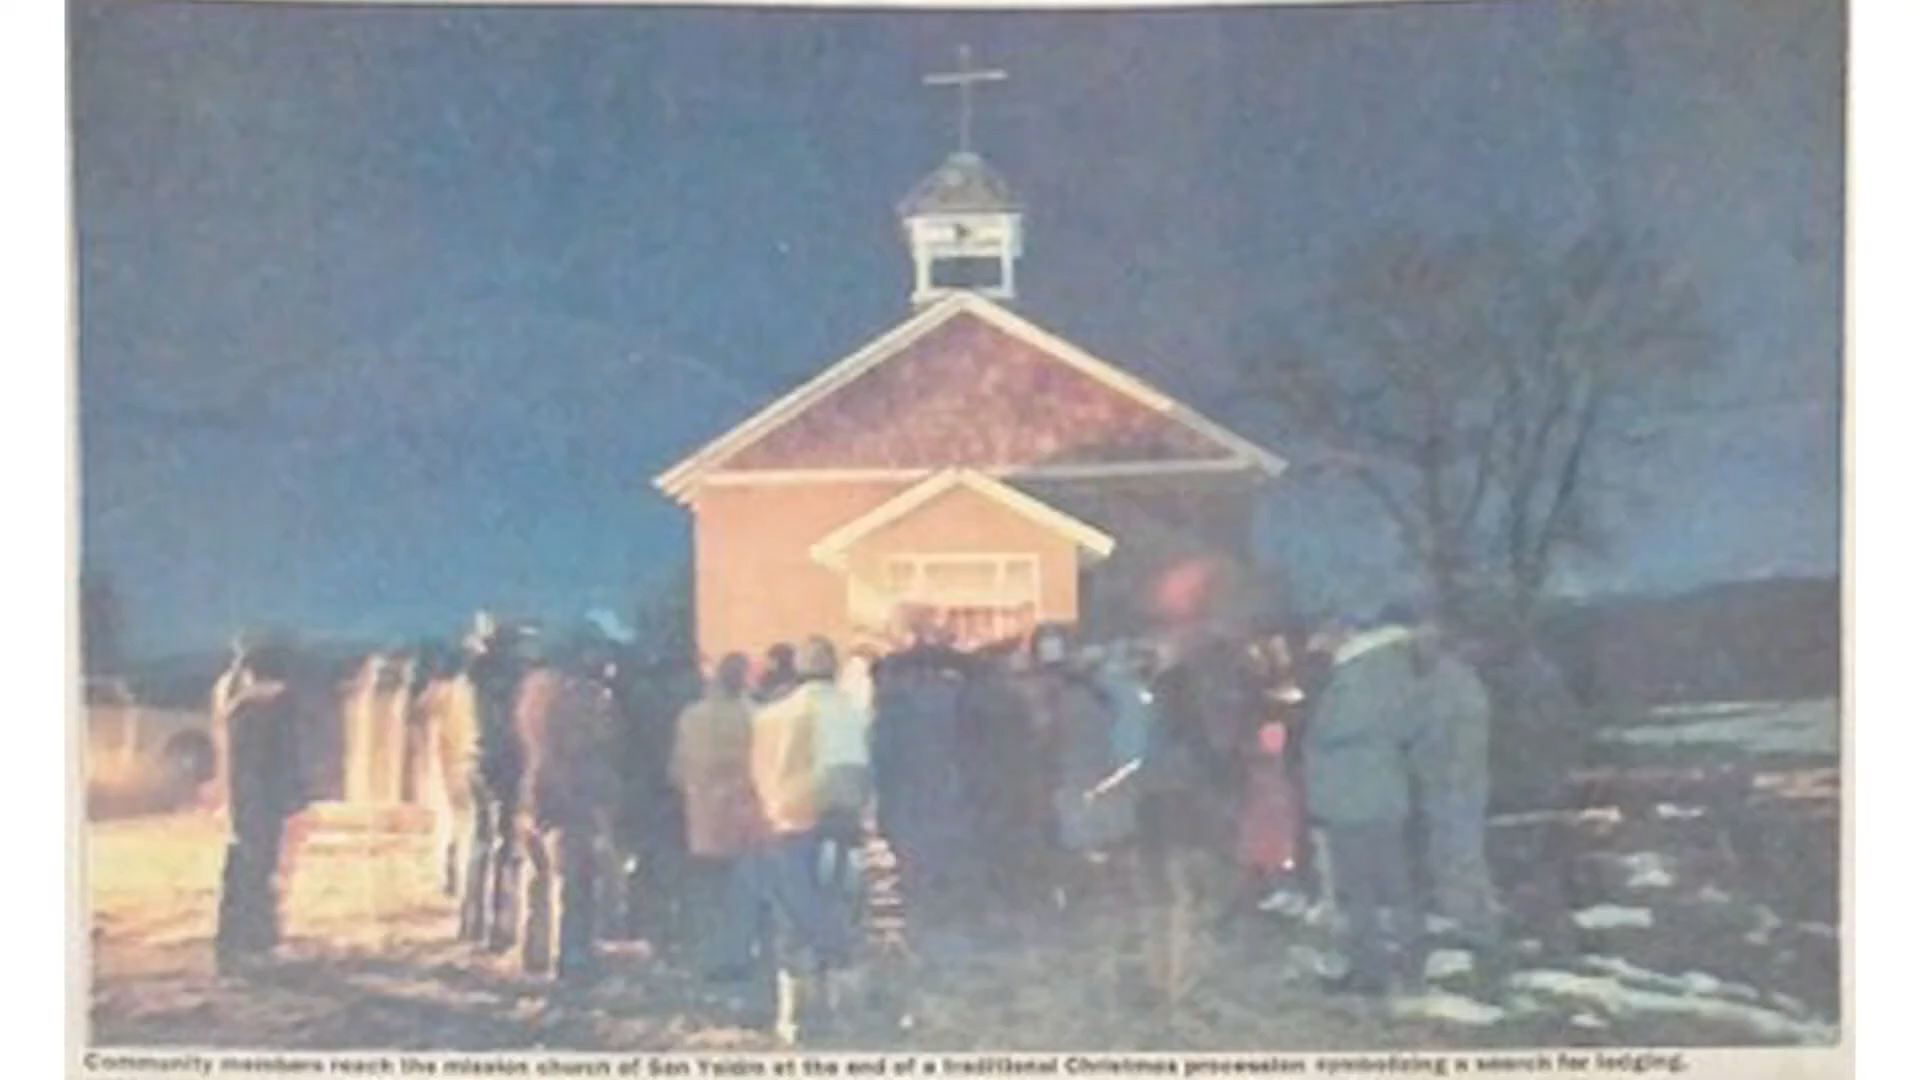 Community members reach the mission church of San Ysidro at the end of a traditional Christmas procession symbolizing a search for lodging.